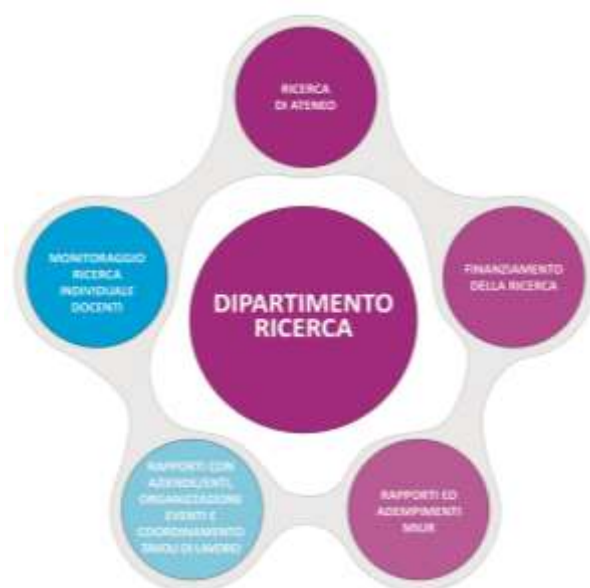 RICERCA
DI ATENEO
MONITORAGGIO
RICERCA
INDIVIDUALE
DOCENTI
FINANZIAMENTO
DELLA RICERCA
DIPARTIMENTO
RICERCA
RAPPORTI CON
AZIENDE/ENTI,
ORGANIZZAZIONE
EVENTI E
COORDINAMENTO
TAVOLI DI LAVORO
RAPPORTI ED
ADEMPIMENTI
MIUR